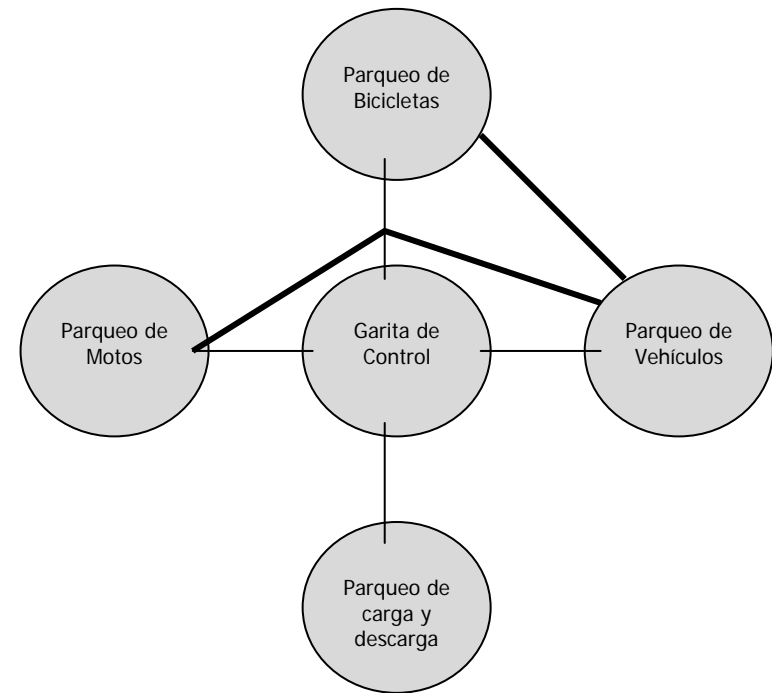 Parqueo de
Bicicletas
Parqueo de
Motos
Garita de
Control
Parqueo de
Vehículos
Parqueo de
carga y
descarga